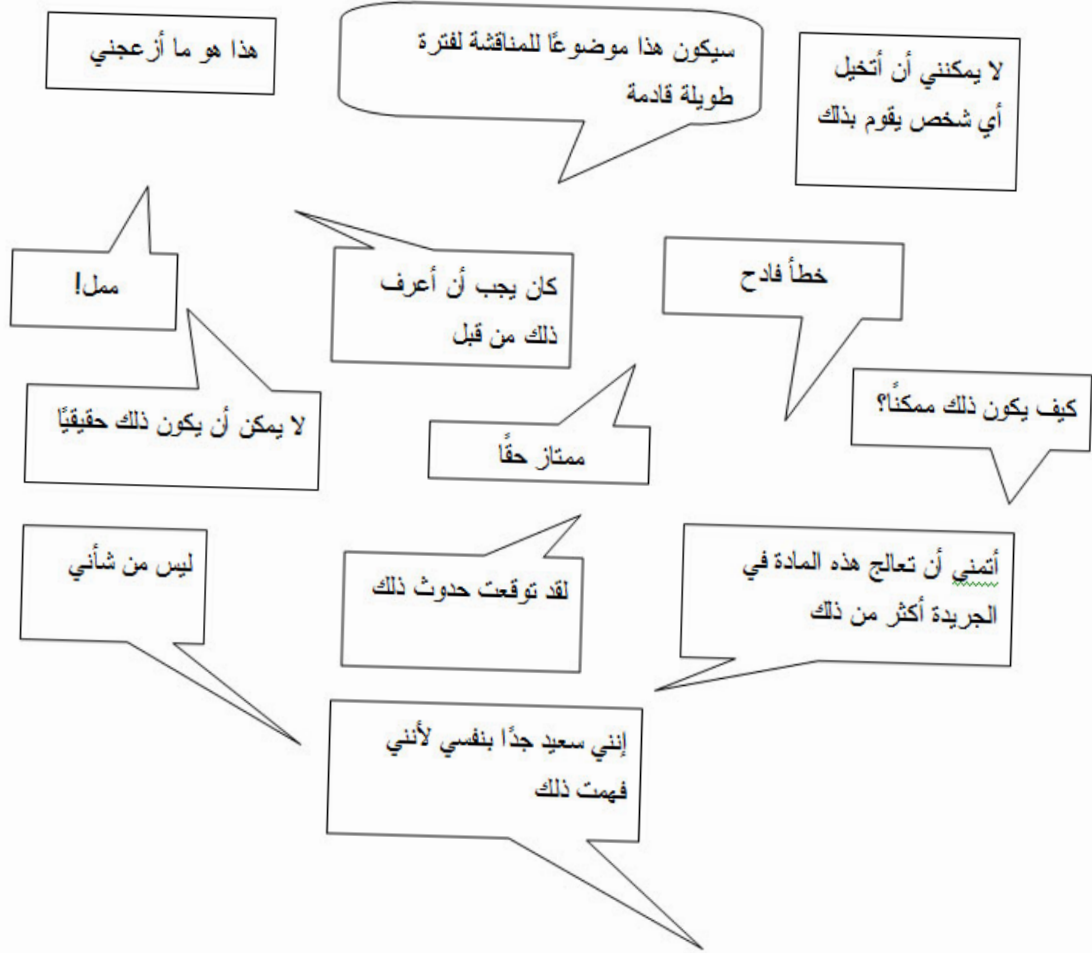 لا يمكنني أن أتخيل
أي شخص يقوم بذلك
سيكون هذا موضوعًا للمناقشة لفترة
طويلة قادمة
هذا هو ما أزعجني
خطأ فادح
كان يجب أن أعرف
ذلك من قبل
ممل!
كيف يكون ذلك ممكنًا؟
ممتاز حقًا
لا يمكن أن يكون ذلك حقيقيًا
أتمنى أن تعالج هذه المادة في
الجريدة أكثر من ذلك
لقد توقعت حدوث ذلك
ليس من شأني
إنني سعيد جدًا بنفسي لأنني
فهمت ذلك